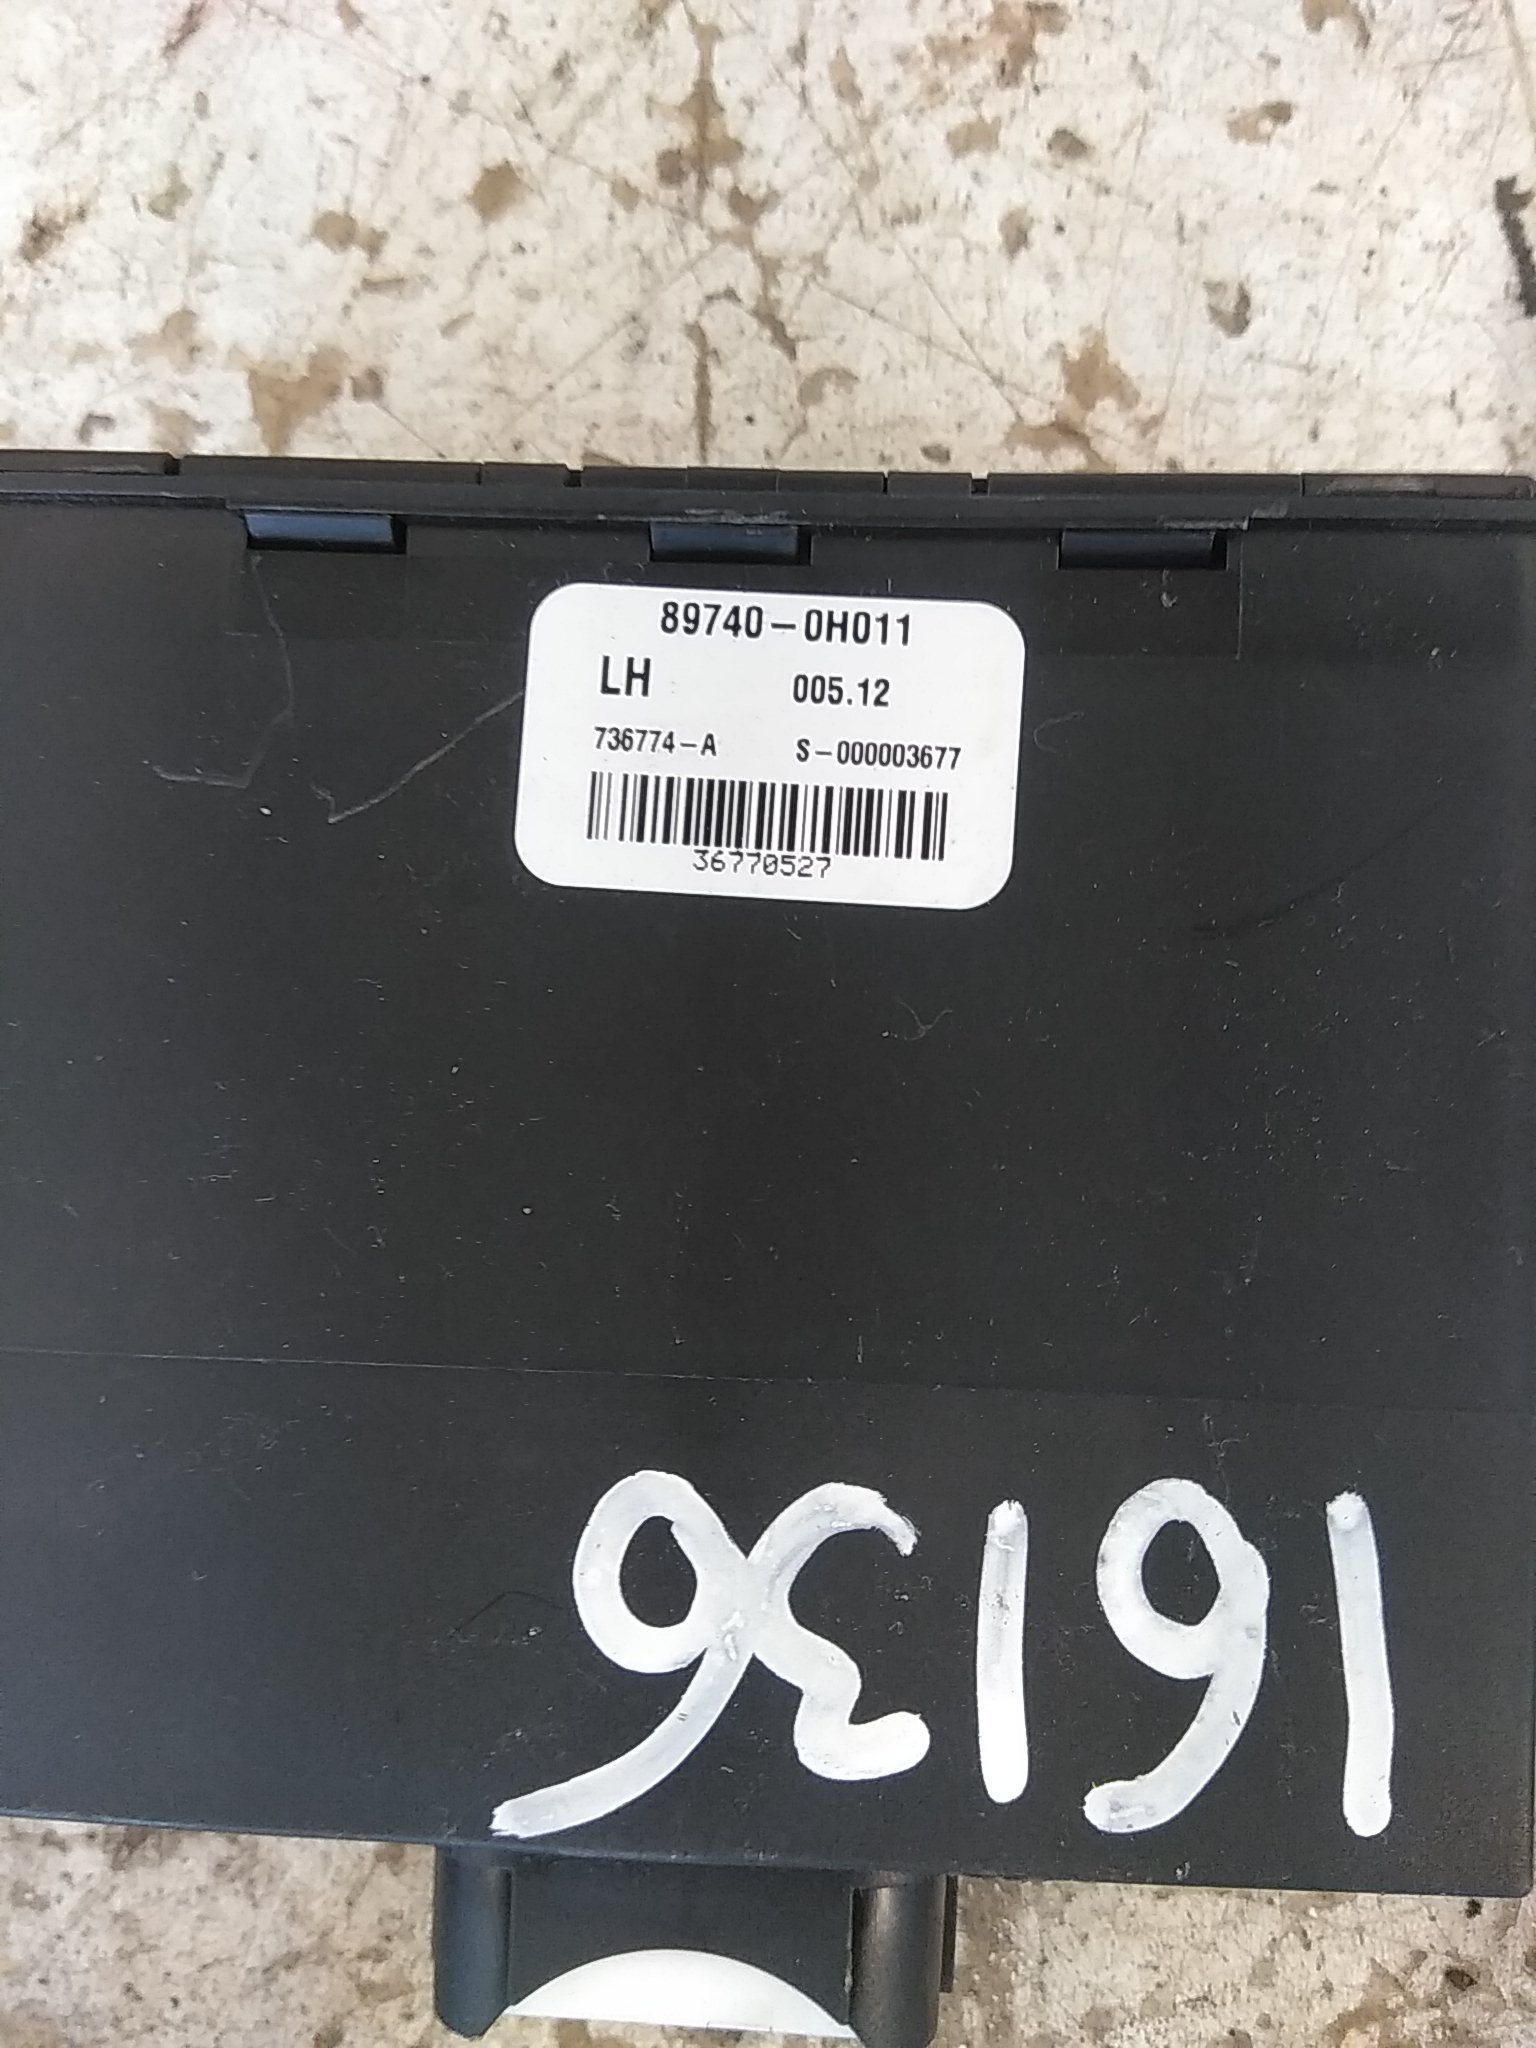 89740-0H011
LH 005.12
736774-A S-000003677
36770527
16136